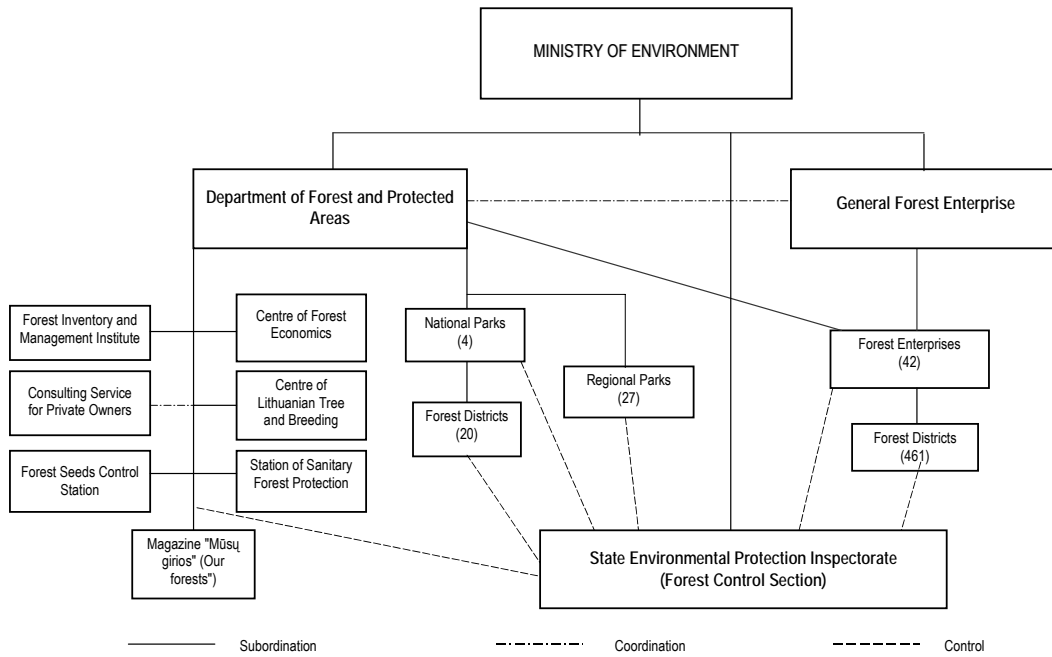 MINISTRY OF ENVIRONMENT
Department of Forest and Protected
Areas
General Forest Enterprise
Forest Inventory and
Management Institute
Centre of Forest
Economics
National Parks
(4)
Forest Enterprises
(42)
Consulting Service
for Private Owners
Centre of
Lithuanian Tree
and Breeding
Regional Parks
(27)
Forest Districts
(20)
Forest Districts
(461)
Forest Seeds Control
Station
Station of Sanitary
Forest Protection
Magazine "Mūsų
girios" (Our
forests")
State Environmental Protection Inspectorate
(Forest Control Section)
Subordination
Coordination
Control